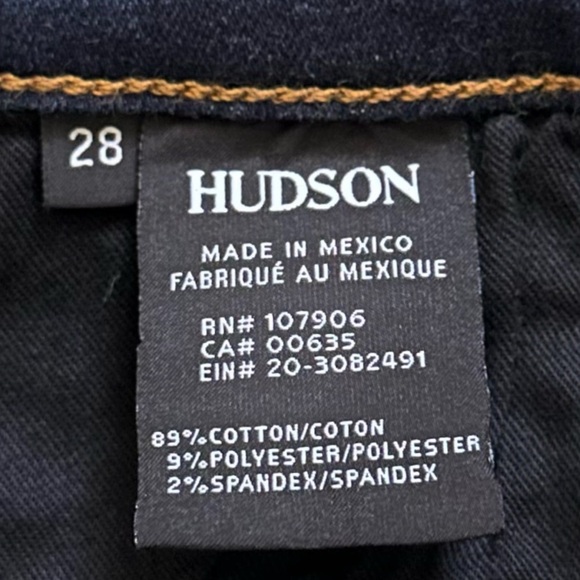 28
HUDSON
MADE IN MEXICO
FABRIQUÉ AU MEXIQUE
RN# 107906
CA# 00635
EIN# 20-3082491
89%COTTON/COTON
9%POLYESTER/POLYESTER
2%SPANDEX/SPANDEX